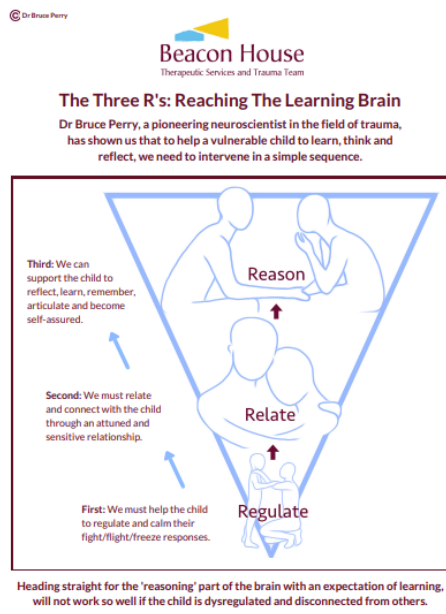 © Dr Bruce Perry
Beacon House
Therapeutic Services and Trauma Team
The Three R's: Reaching The Learning Brain
Dr Bruce Perry, a pioneering neuroscientist in the field of trauma,
has shown us that to help a vulnerable child to learn, think and
reflect, we need to intervene in a simple sequence.
Third: We can
support the child to
reflect, learn, remember,
articulate and become
self-assured.
Reason
Second: We must relate
and connect with the child
through an attuned and
sensitive relationship.
Relate
First: We must help the child
to regulate and calm their
fight/flight/freeze responses.
Regulate
Heading straight for the 'reasoning' part of the brain with an expectation of learning,
will not work so well if the child is dysregulated and disconnected from others.